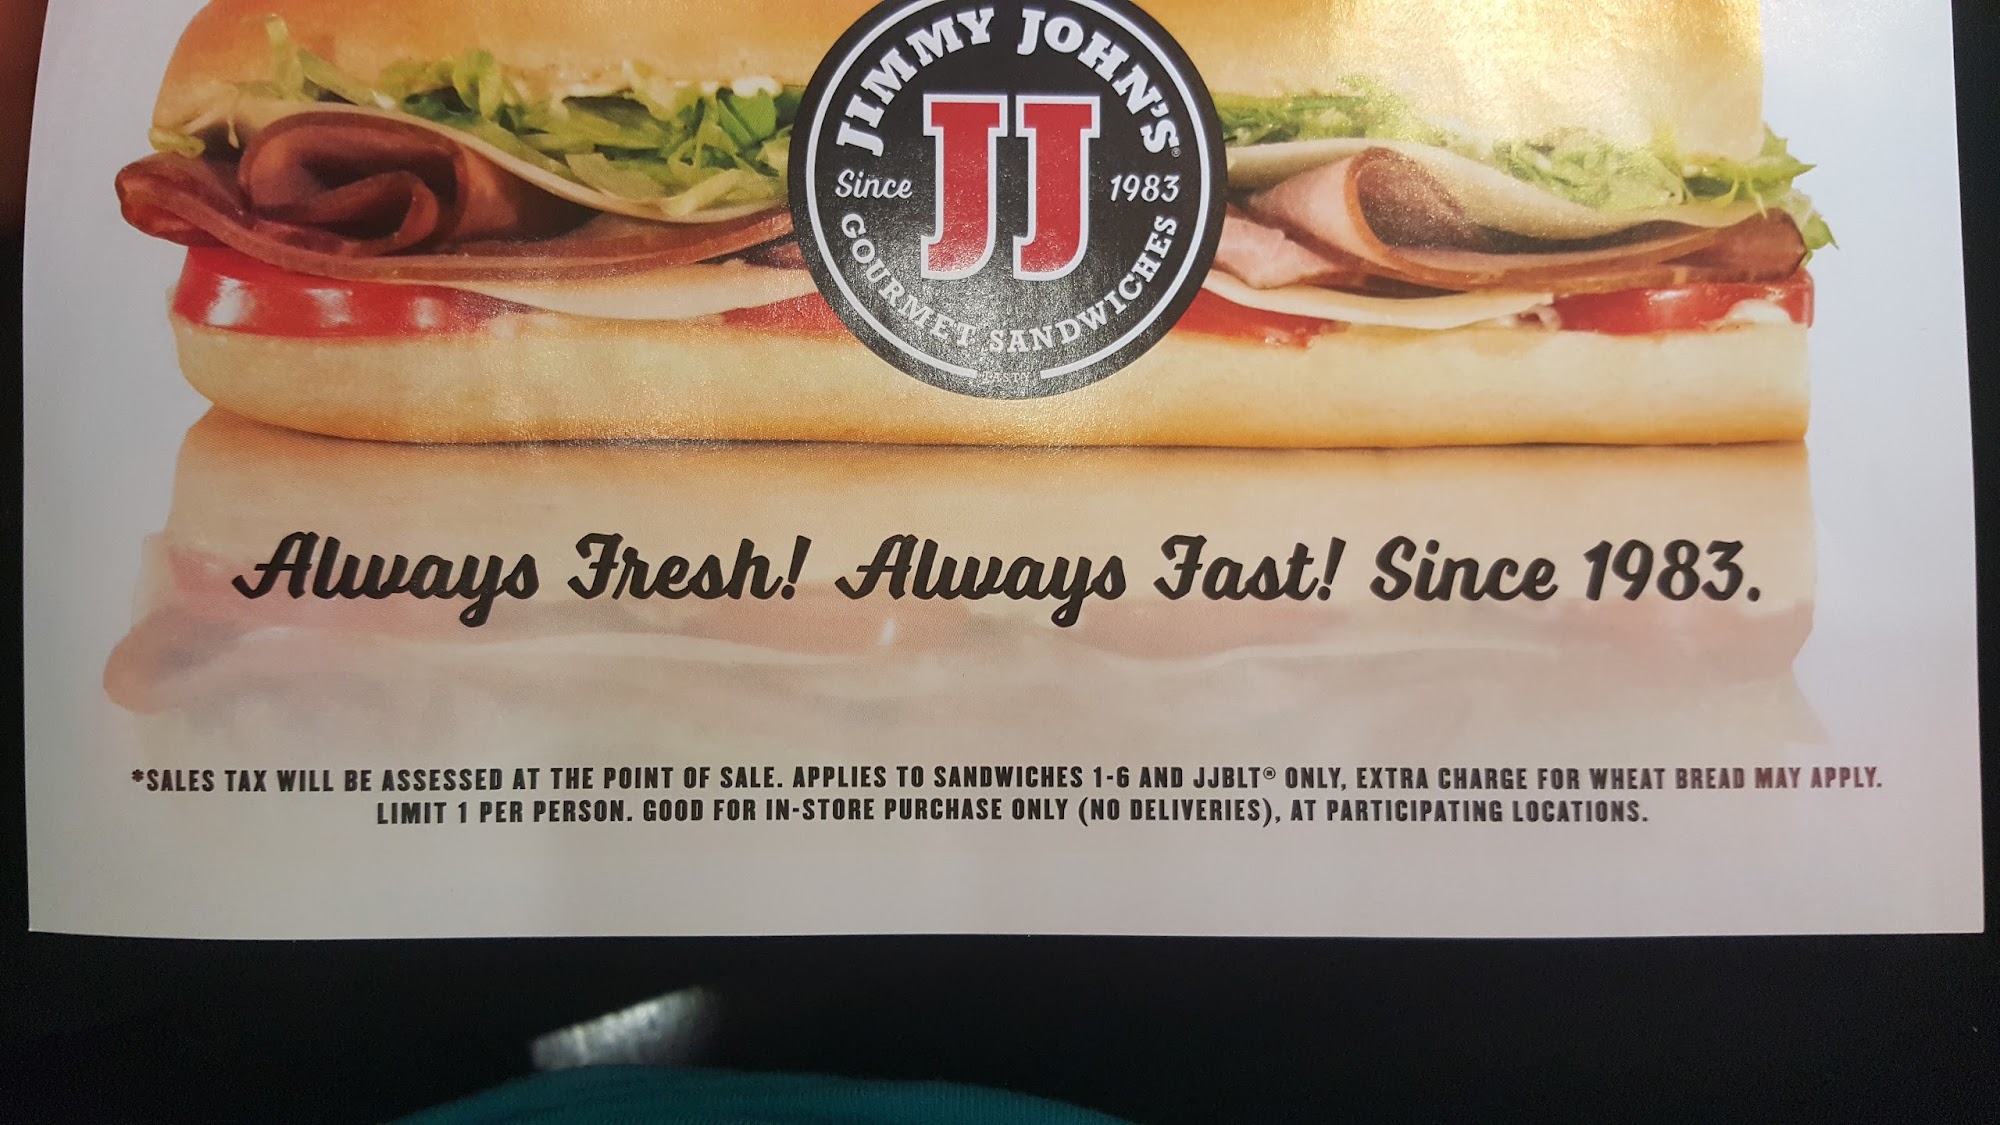 JIMMY JOHN'S®
JJ
Since 1983
GOURMET SANDWICHES
Always Fresh! Always Fast! Since 1983.
*SALES TAX WILL BE ASSESSED AT THE POINT OF SALE. APPLIES TO SANDWICHES 1-6 AND JJBLT® ONLY, EXTRA CHARGE FOR WHEAT BREAD MAY APPLY.
LIMIT 1 PER PERSON. GOOD FOR IN-STORE PURCHASE ONLY (NO DELIVERIES), AT PARTICIPATING LOCATIONS.